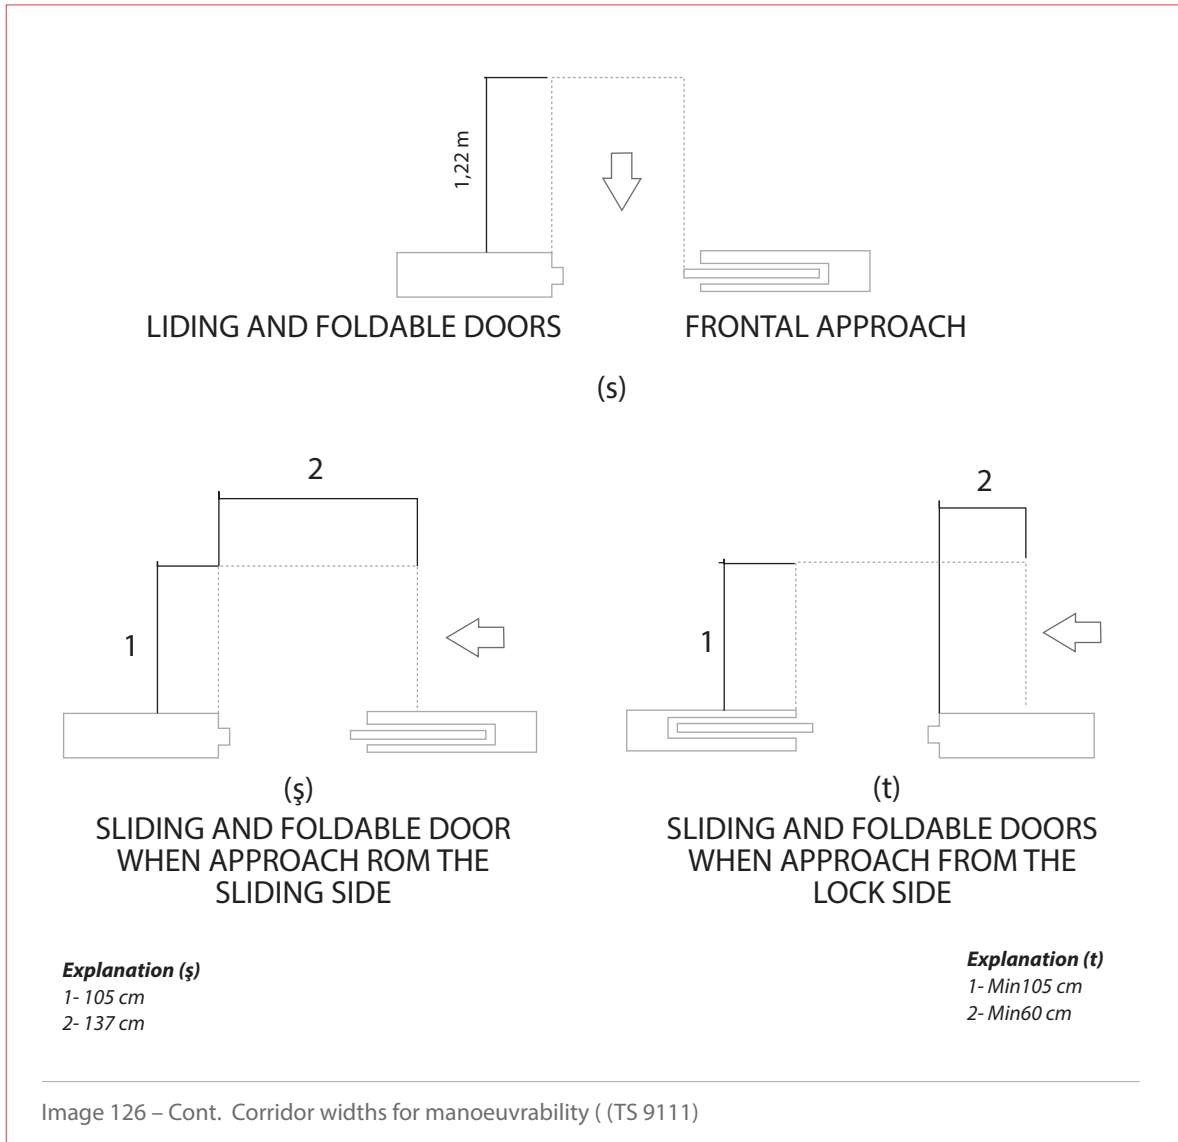 1,22 m
LIDING AND FOLDABLE DOORS
FRONTAL APPROACH
(s)
2
1
(ş)
SLIDING AND FOLDABLE DOOR
WHEN APPROACH ROM THE
SLIDING SIDE
2
1
(t)
SLIDING AND FOLDABLE DOORS
WHEN APPROACH FROM THE
LOCK SIDE
Explanation (ş)
1- 105 cm
2- 137 cm
Explanation (t)
1- Min105 cm
2- Min60 cm
Image 126 – Cont. Corridor widths for manoeuvrability ( (TS 9111)